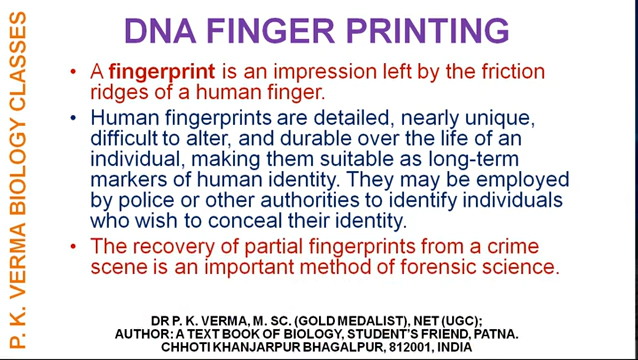 P. K. VERMA BIOLOGY CLASSES
DNA FINGER PRINTING
• A fingerprint is an impression left by the friction
ridges of a human finger.
• Human fingerprints are detailed, nearly unique,
difficult to alter, and durable over the life of an
individual, making them suitable as long-term
markers of human identity. They may be employed
by police or other authorities to identify individuals
who wish to conceal their identity.
• The recovery of partial fingerprints from a crime
scene is an important method of forensic science.
DR P. K. VERMA, M. SC. (GOLD MEDALIST), NET (UGC);
AUTHOR: A TEXT BOOK OF BIOLOGY, STUDENT'S FRIEND, PATNA.
CHHOTI KHANJARPUR BHAGALPUR, 812001, INDIA